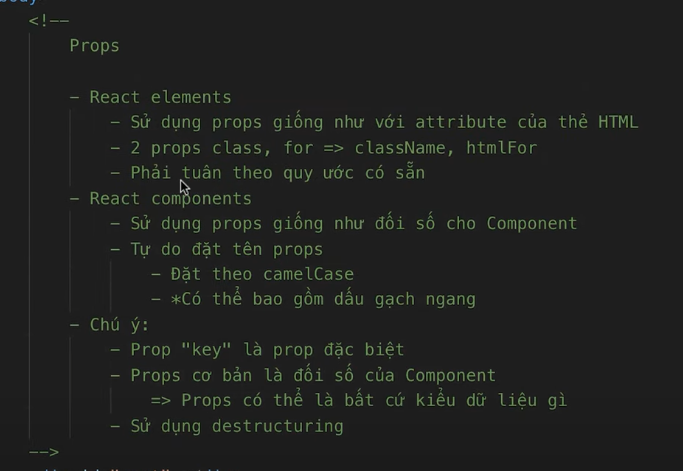 <!--
Props
- React elements
- Sử dụng props giống như với attribute của thẻ HTML
- 2 props class, for => className, htmlFor
- Phải tuân theo quy ước có sẵn
- React components
- Sử dụng props giống như đối số cho Component
- Tự do đặt tên props
- Đặt theo camelCase
- *Có thể bao gồm dấu gạch ngang
- Chú ý:
- Prop "key" là prop đặc biệt
- Props cơ bản là đối số của Component
=> Props có thể là bất cứ kiểu dữ liệu gì
- Sử dụng destructuring
-->